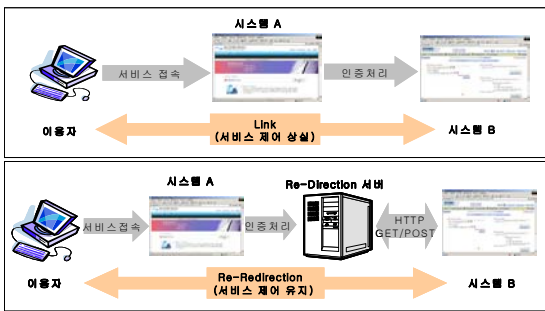 시스템 A
서비스 접속
인증처리
이용자
Link
(서비스 제어 상실)
시스템 B
시스템 A
Re-Direction 서버
서비스접속
인증처리
HTTP
GET/POST
이용자
Re-Redirection
(서비스 제어 유지)
시스템 B